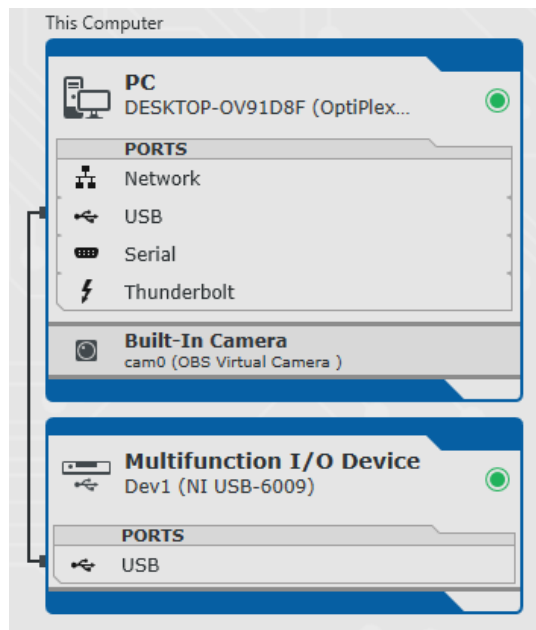 This Computer
PC
DESKTOP-OV91D8F (OptiPlex...
PORTS
Network
USB
Serial
Thunderbolt
Built-In Camera
cam0 (OBS Virtual Camera )
Multifunction I/O Device
Dev1 (NI USB-6009)
PORTS
USB